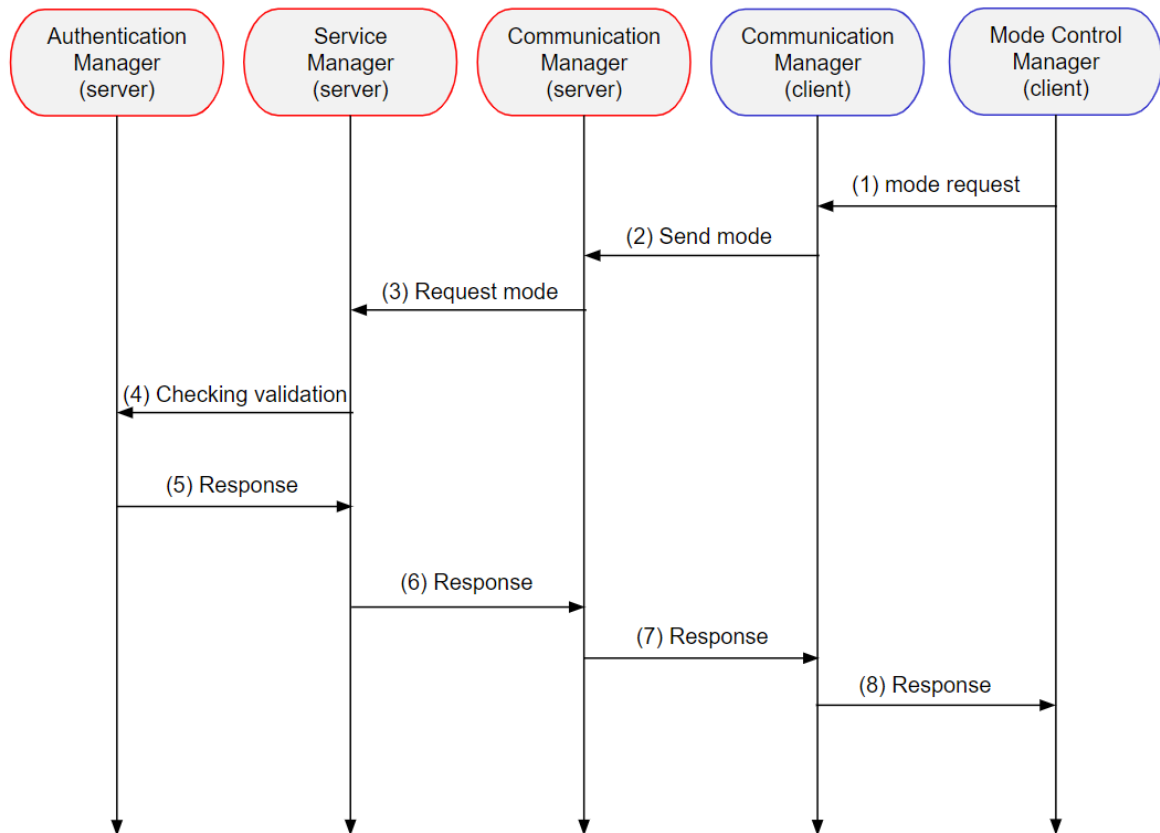 Authentication
Manager
(server)
Service
Manager
(server)
Communication
Manager
(server)
Communication
Manager
(client)
Mode Control
Manager
(client)
(1) mode request
(2) Send mode
(3) Request mode
(4) Checking validation
(5) Response
(6) Response
(7) Response
(8) Response